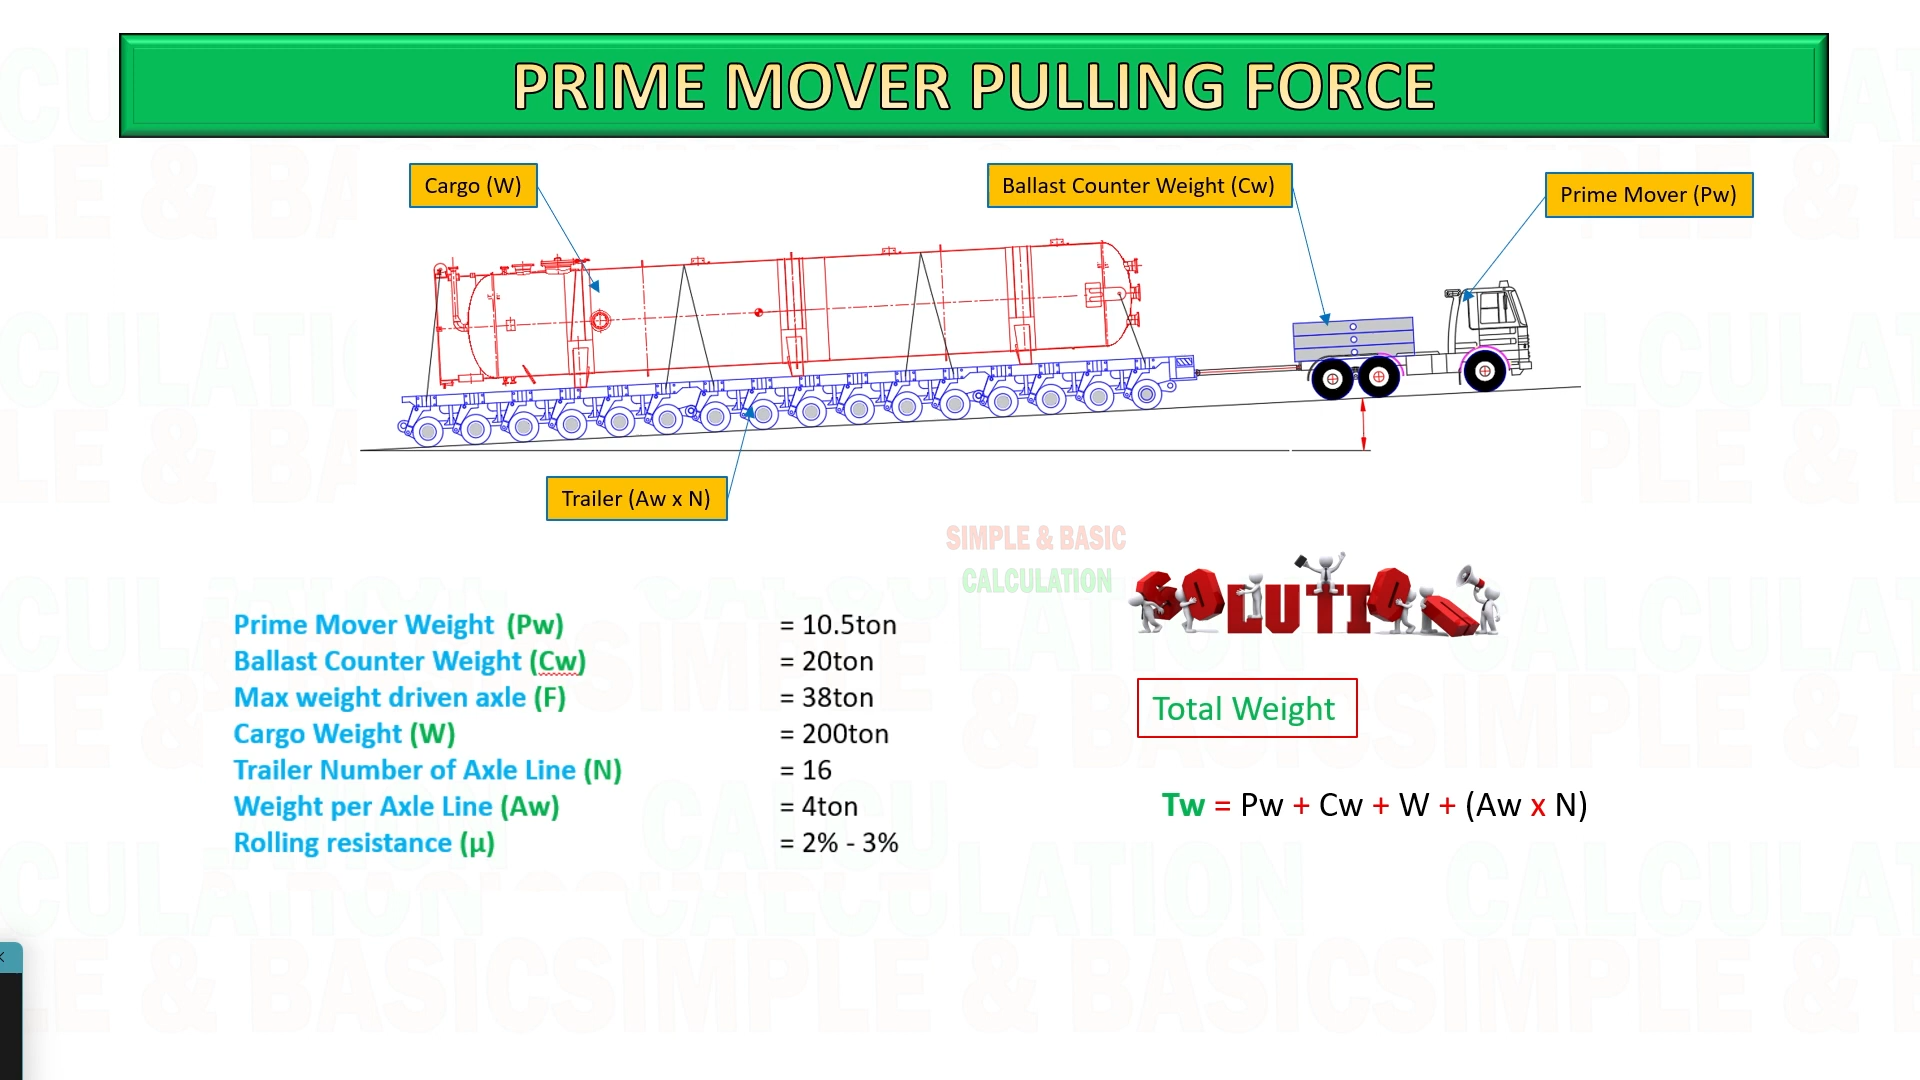 PRIME MOVER PULLING FORCE
Cargo (W)
Ballast Counter Weight (Cw)
Prime Mover (Pw)
Trailer (Aw x N)
SIMPLE & BASIC
CALCULATION
SOLUTION
Prime Mover Weight (Pw) = 10.5ton
Ballast Counter Weight (Cw) = 20ton
Max weight driven axle (F) = 38ton
Cargo Weight (W) = 200ton
Trailer Number of Axle Line (N) = 16
Weight per Axle Line (Aw) = 4ton
Rolling resistance (μ) = 2% - 3%
Total Weight
Tw = Pw + Cw + W + (Aw x N)